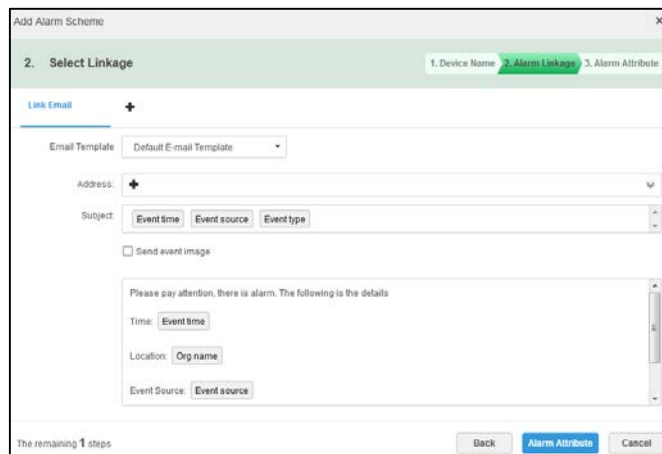 Add Alarm Scheme
2. Select Linkage
1. Device Name 2. Alarm Linkage 3. Alarm Attribute
Link Email
Email Template Default E-mail Template
Address:
Subject: Event time Event source Event type
Send event image
Please pay attention, there is alarm. The following is the details
Time: Event time
Location: Org name
Event Source: Event source
The remaining 1 steps Back Alarm Attribute Cancel